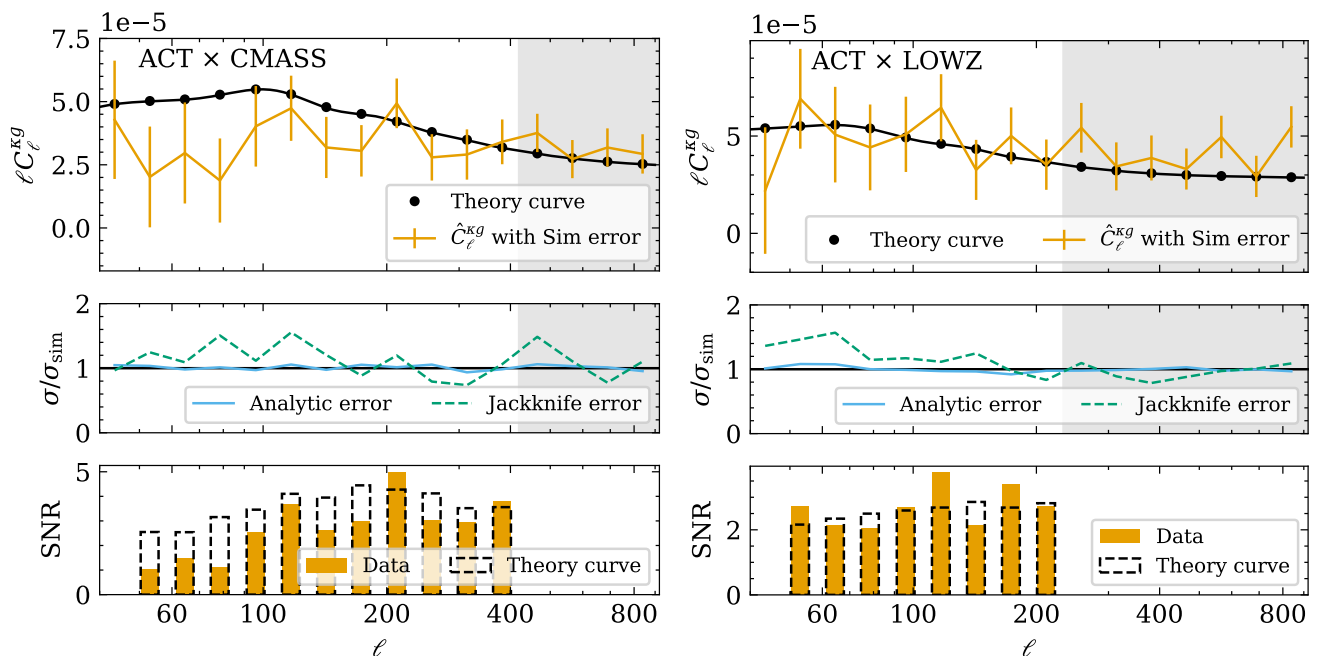 1e−5
ACT × CMASS
7.5
5.0
2.5
0.0
ℓC_ℓ^{κg}
Theory curve
Ĉ_ℓ^{κg} with Sim error
2
1
0
σ/σ_sim
Analytic error
Jackknife error
5
0
SNR
Data
Theory curve
60
100
200
400
800
ℓ
1e−5
ACT × LOWZ
5
0
ℓC_ℓ^{κg}
Theory curve
Ĉ_ℓ^{κg} with Sim error
2
1
0
σ/σ_sim
Analytic error
Jackknife error
2
0
SNR
Data
Theory curve
60
100
200
400
800
ℓ